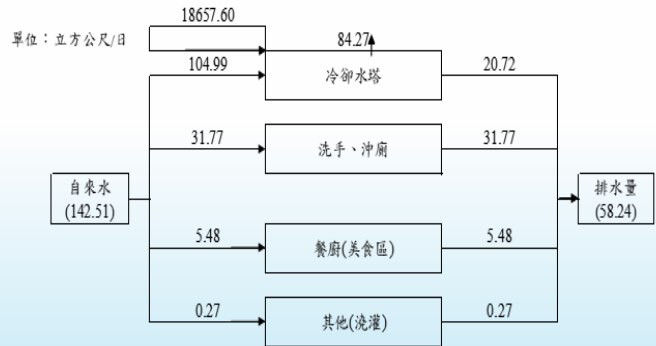 18657.60
單位：立方公尺/日
84.27
104.99
冷卻水塔
20.72
31.77
洗手、沖廁
31.77
自來水
(142.51)
排水量
(58.24)
5.48
餐廚(美食區)
5.48
0.27
其他(澆灌)
0.27